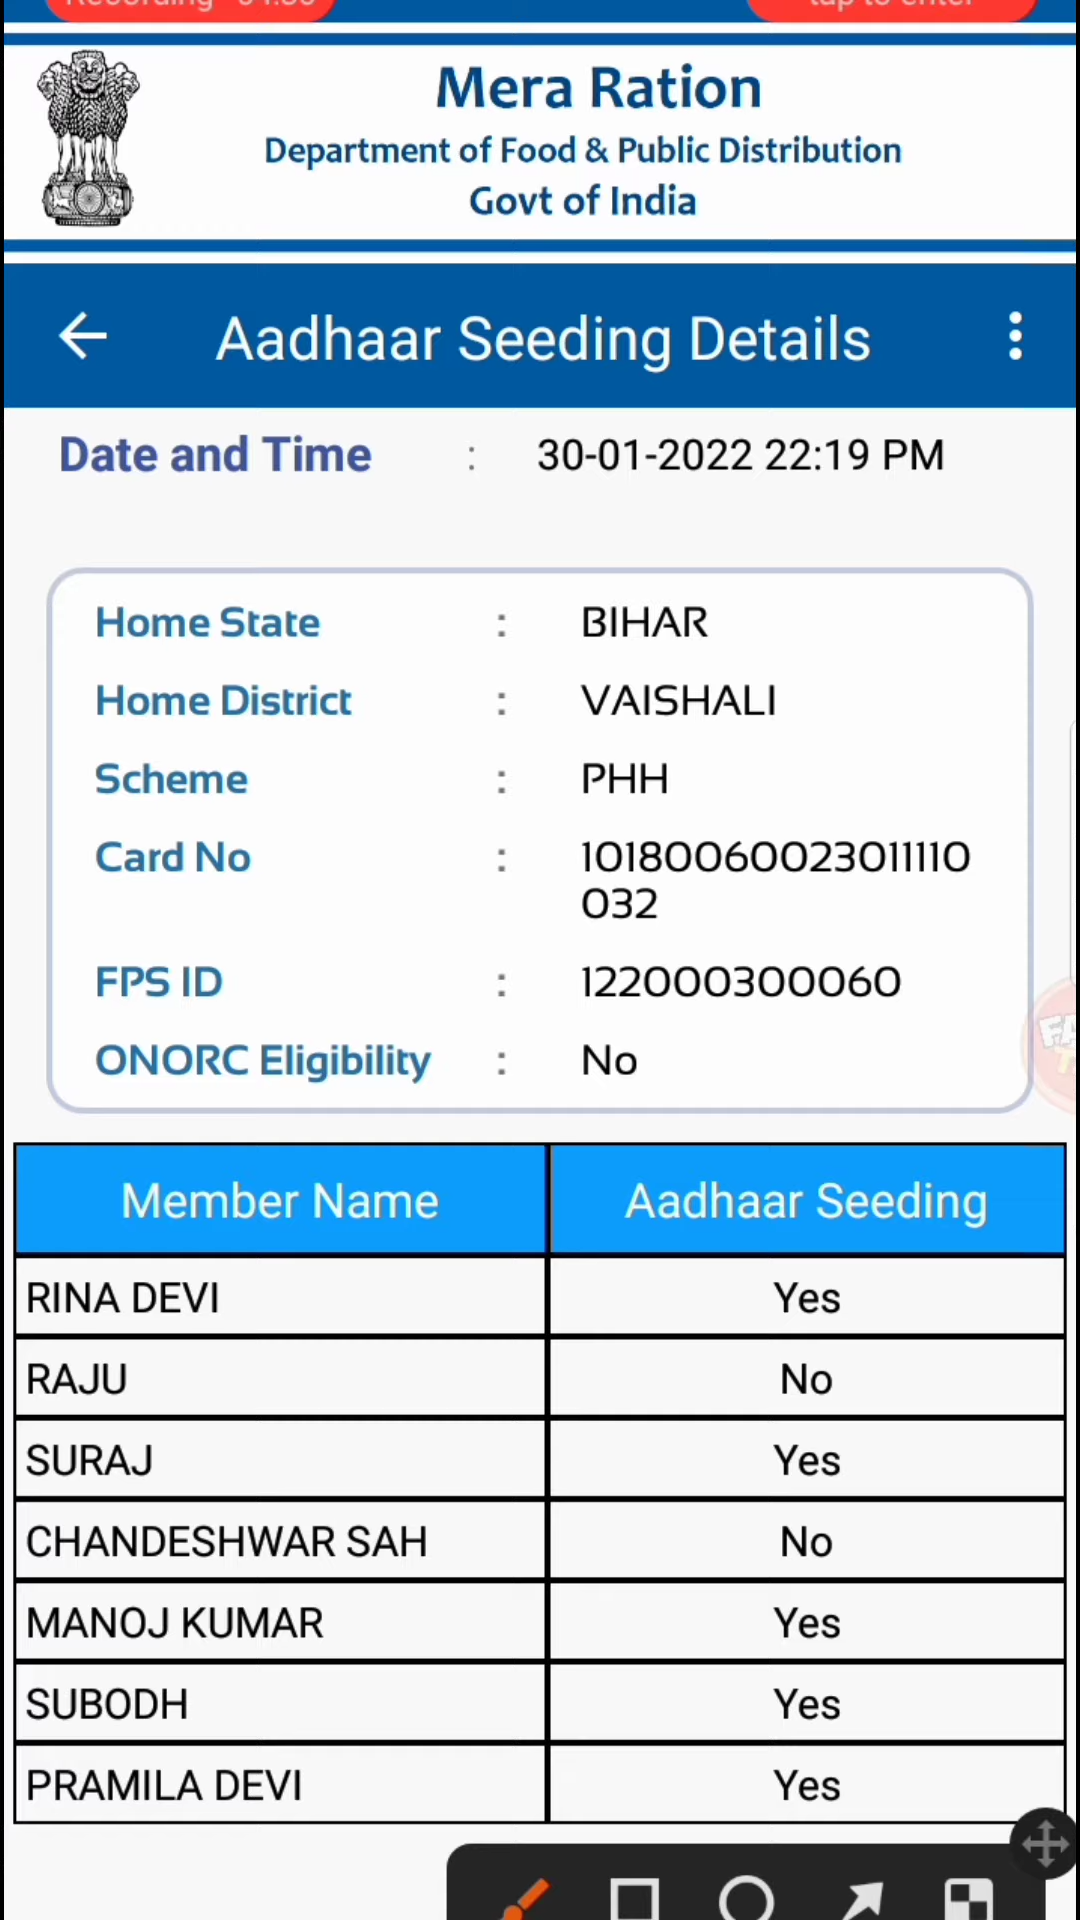 Mera Ration
Department of Food & Public Distribution
Govt of India
Aadhaar Seeding Details
Date and Time : 30-01-2022 22:19 PM
Home State : BIHAR
Home District : VAISHALI
Scheme : PHH
Card No : 10180060023011110
032
FPS ID : 122000300060
ONORC Eligibility : No
Member Name Aadhaar Seeding
RINA DEVI Yes
RAJU No
SURAJ Yes
CHANDESHWAR SAH No
MANOJ KUMAR Yes
SUBODH Yes
PRAMILA DEVI Yes